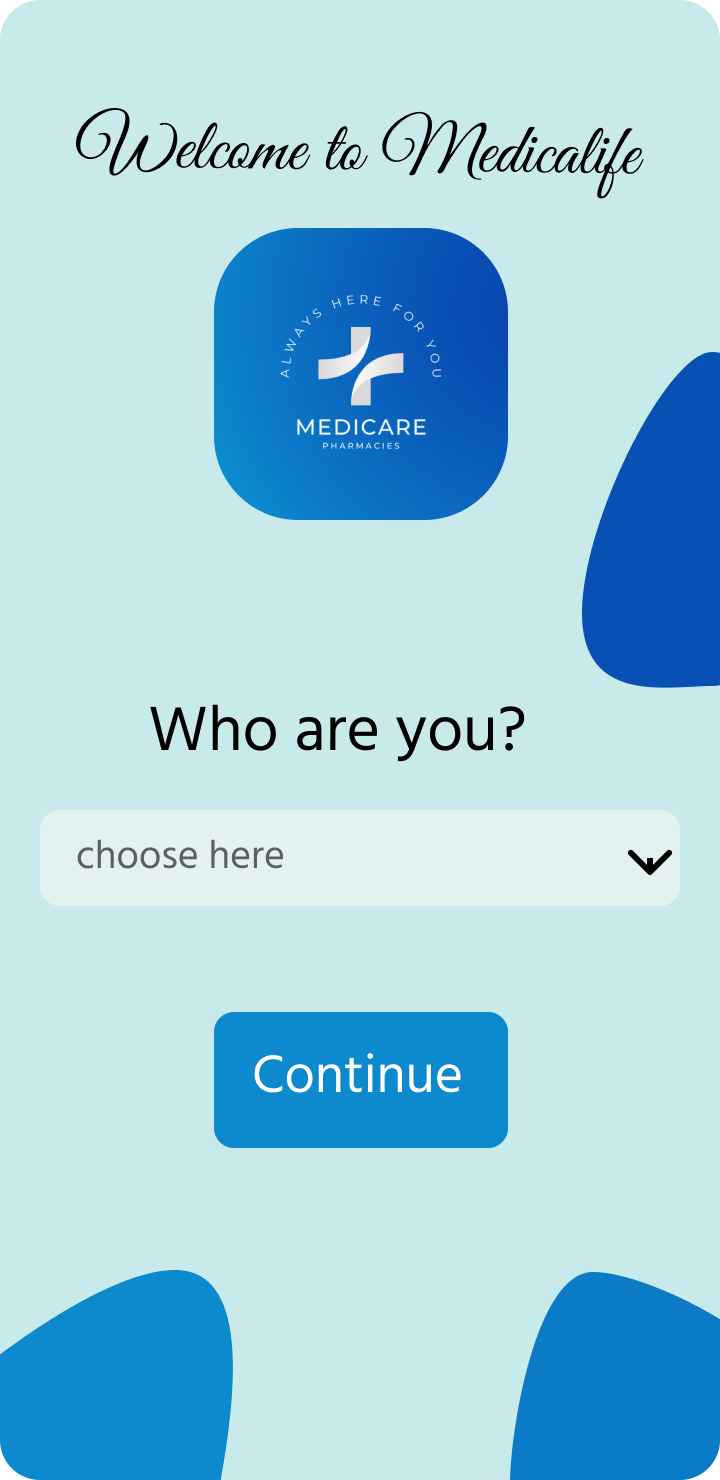 Welcome to Medicalife
ALWAYS HERE FOR YOU
MEDICARE
PHARMACIES
Who are you?
choose here
Continue